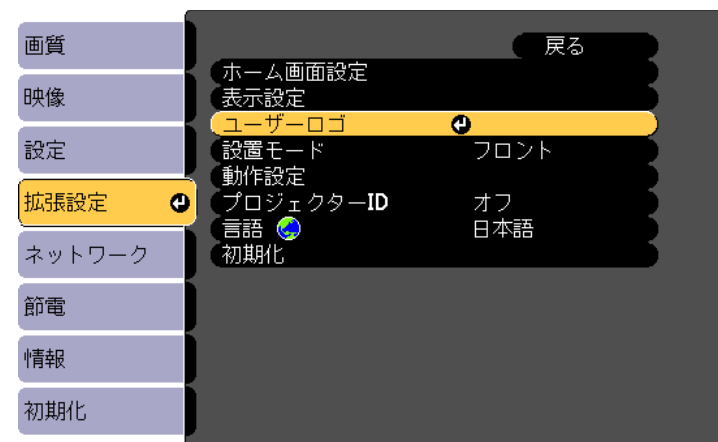 画質
映像
設定
拡張設定
ネットワーク
節電
情報
初期化
戻る
ホーム画面設定
表示設定
ユーザーロゴ
設置モード フロント
動作設定
プロジェクターID オフ
言語 日本語
初期化